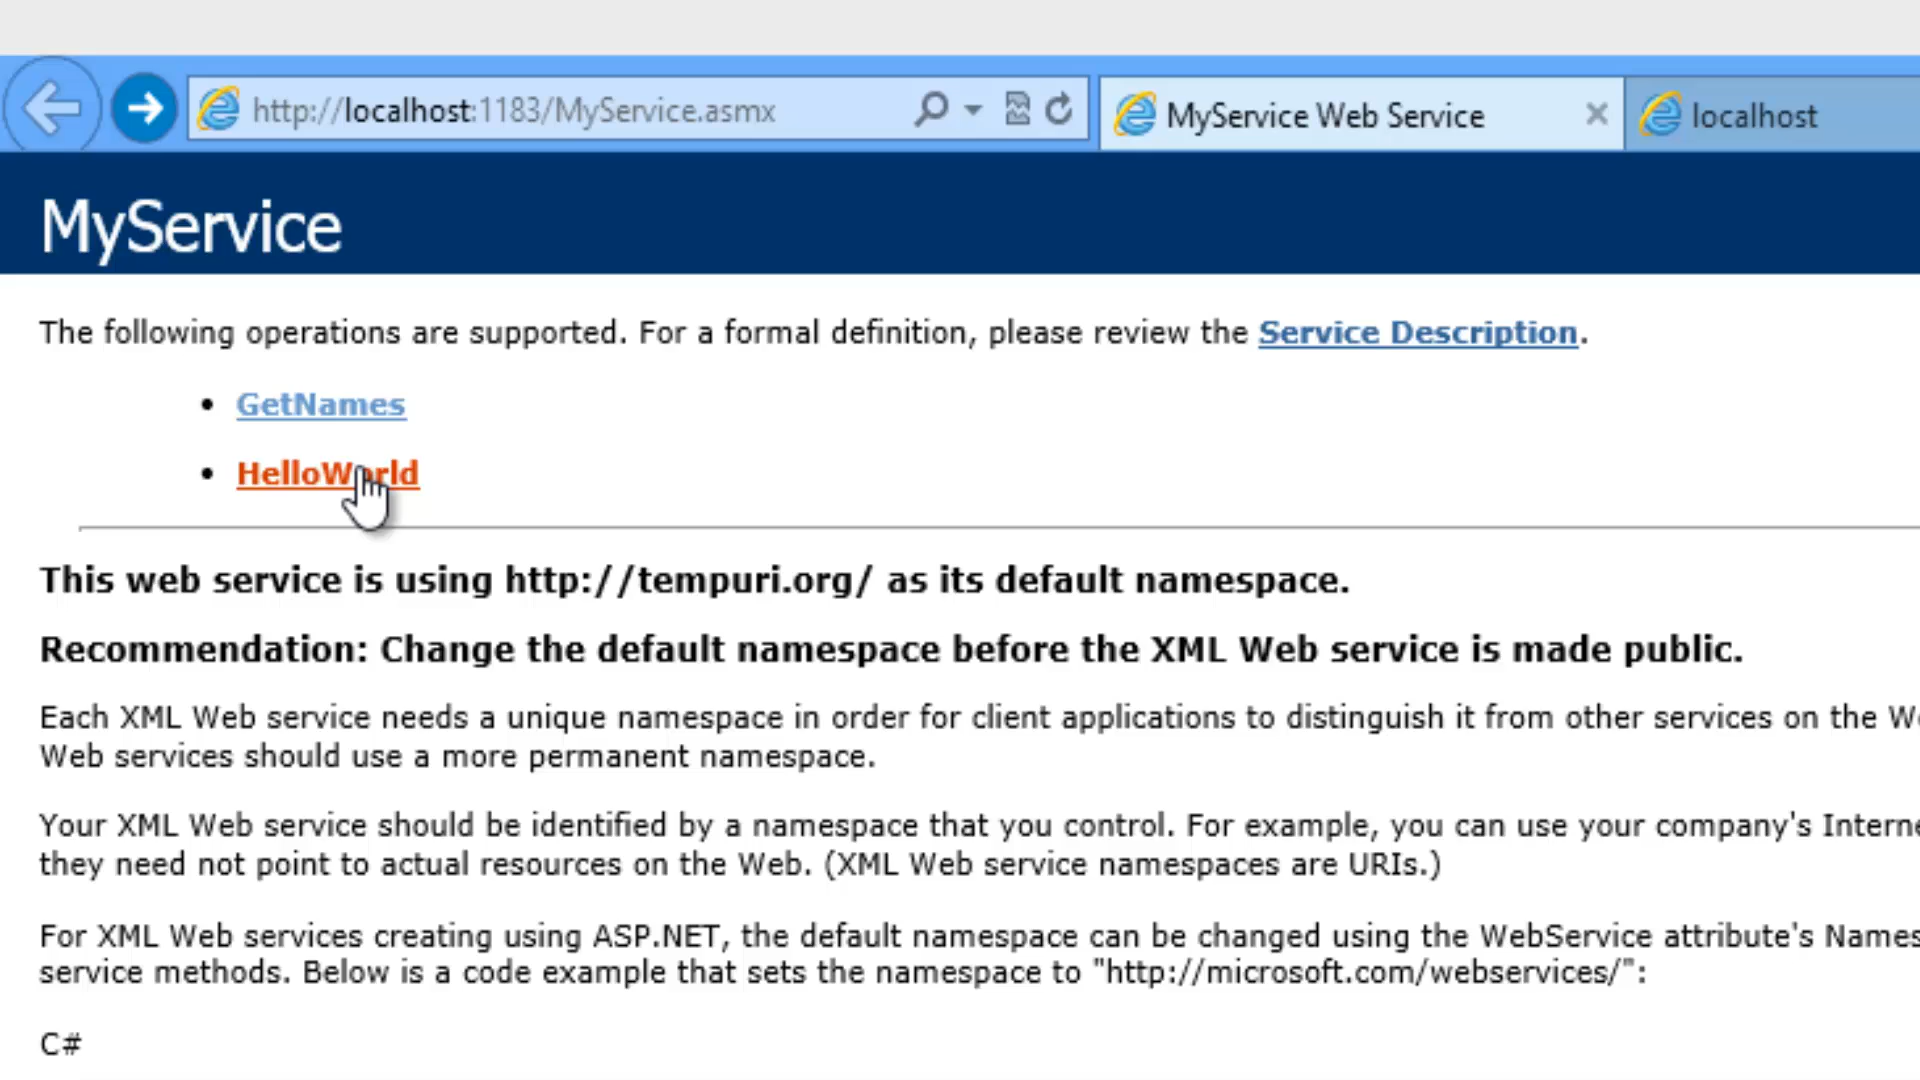 http://localhost:1183/MyService.asmx
MyService Web Service
localhost
MyService
The following operations are supported. For a formal definition, please review the Service Description.
• GetNames
• HelloWorld
This web service is using http://tempuri.org/ as its default namespace.
Recommendation: Change the default namespace before the XML Web service is made public.
Each XML Web service needs a unique namespace in order for client applications to distinguish it from other services on the
Web services should use a more permanent namespace.
Your XML Web service should be identified by a namespace that you control. For example, you can use your company's
they need not point to actual resources on the Web. (XML Web service namespaces are URIs.)
For XML Web services creating using ASP.NET, the default namespace can be changed using the WebService attribute's
service methods. Below is a code example that sets the namespace to "http://microsoft.com/webservices/":
C#